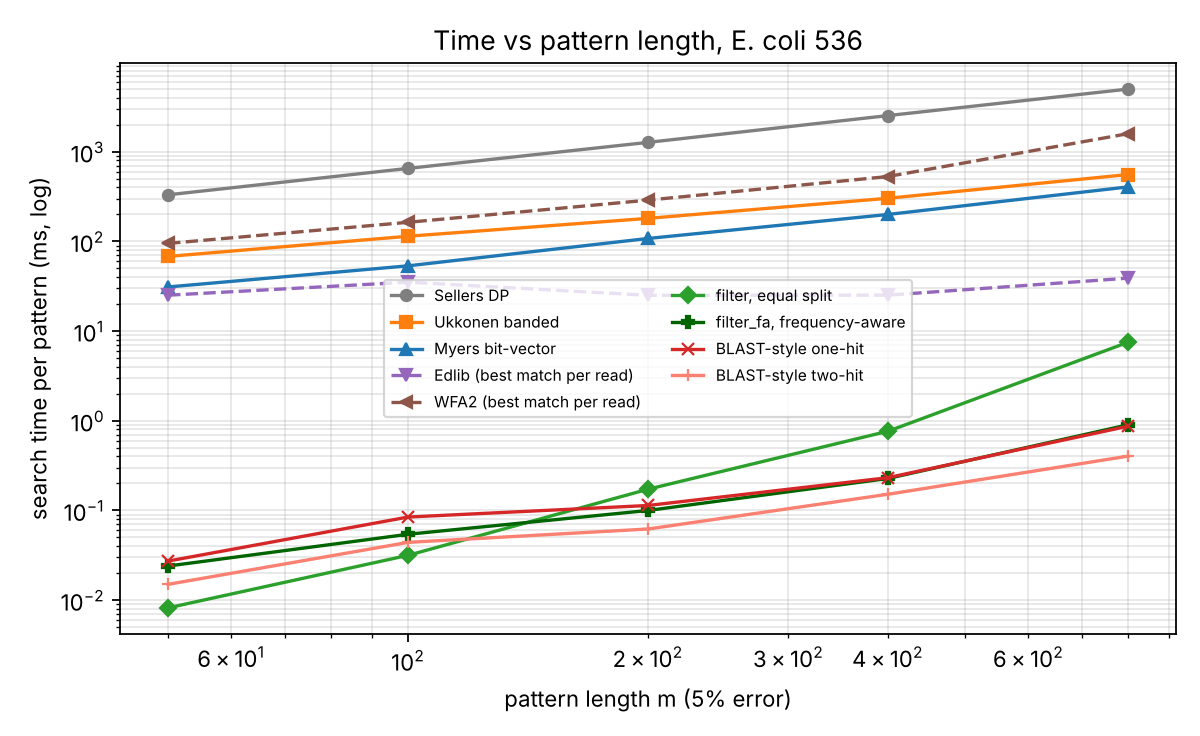 Time vs pattern length, E. coli 536
search time per pattern (ms, log)
10³
10²
10¹
10⁰
10⁻¹
10⁻²
Sellers DP
Ukkonen banded
Myers bit-vector
Edlib (best match per read)
WFA2 (best match per read)
filter, equal split
filter_fa, frequency-aware
BLAST-style one-hit
BLAST-style two-hit
6 × 10¹ 10² 2 × 10² 3 × 10² 4 × 10² 6 × 10²
pattern length m (5% error)